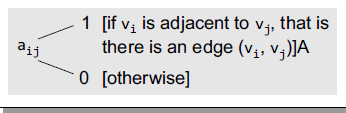 1 [if vᵢ is adjacent to vⱼ, that is
there is an edge (vᵢ, vⱼ)]A
aᵢⱼ
0 [otherwise]